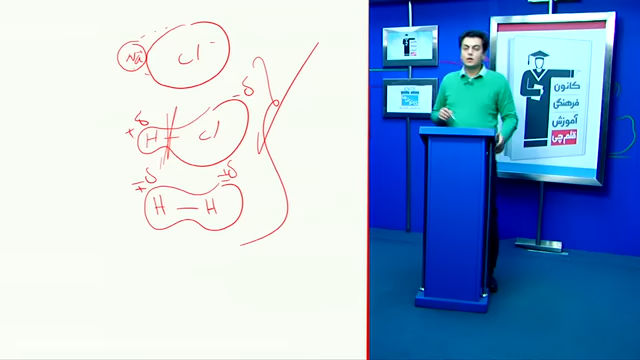 Na Cl⁻
-δ
δ
+ H Cl
±δ ±δ
H — H
کانون
فرهنگی
آموزش
قلم‌چی